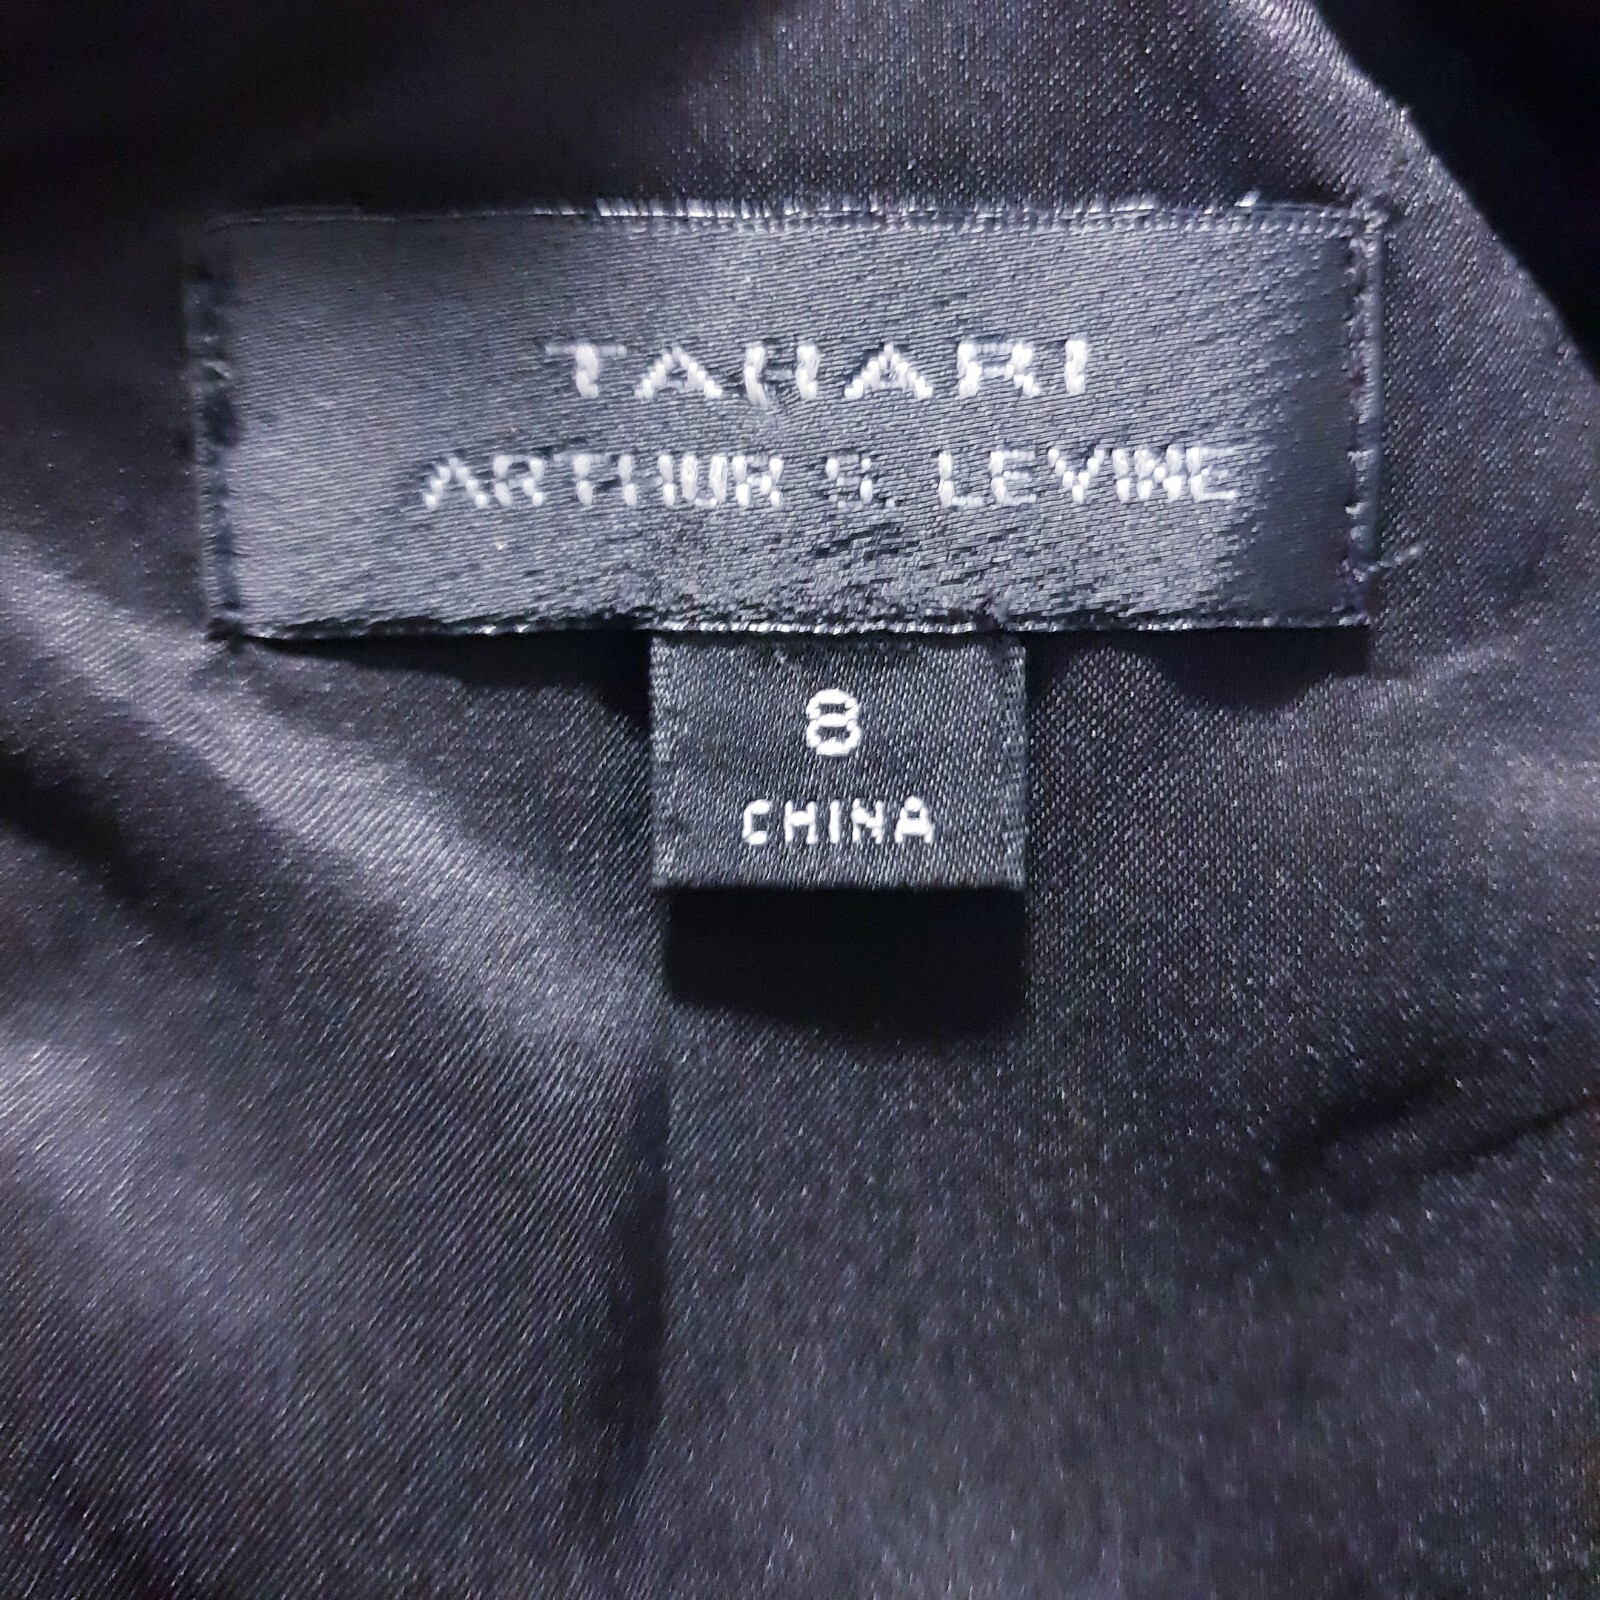 TAHARI
ARTHUR S. LEVINE
8
CHINA